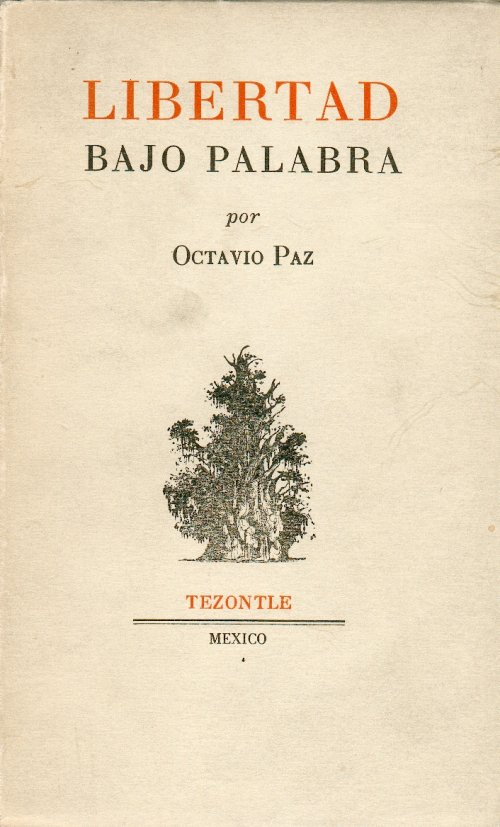 LIBERTAD
BAJO PALABRA
por
OCTAVIO PAZ
TEZONTLE
MEXICO